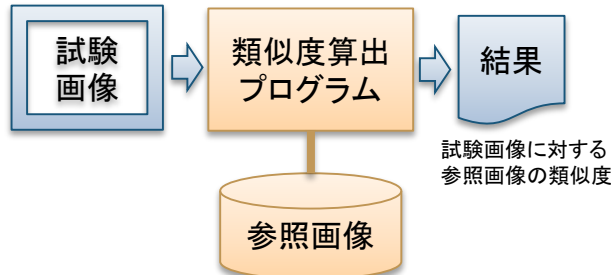 試験
画像
類似度算出
プログラム
結果
試験画像に対する
参照画像の類似度
参照画像